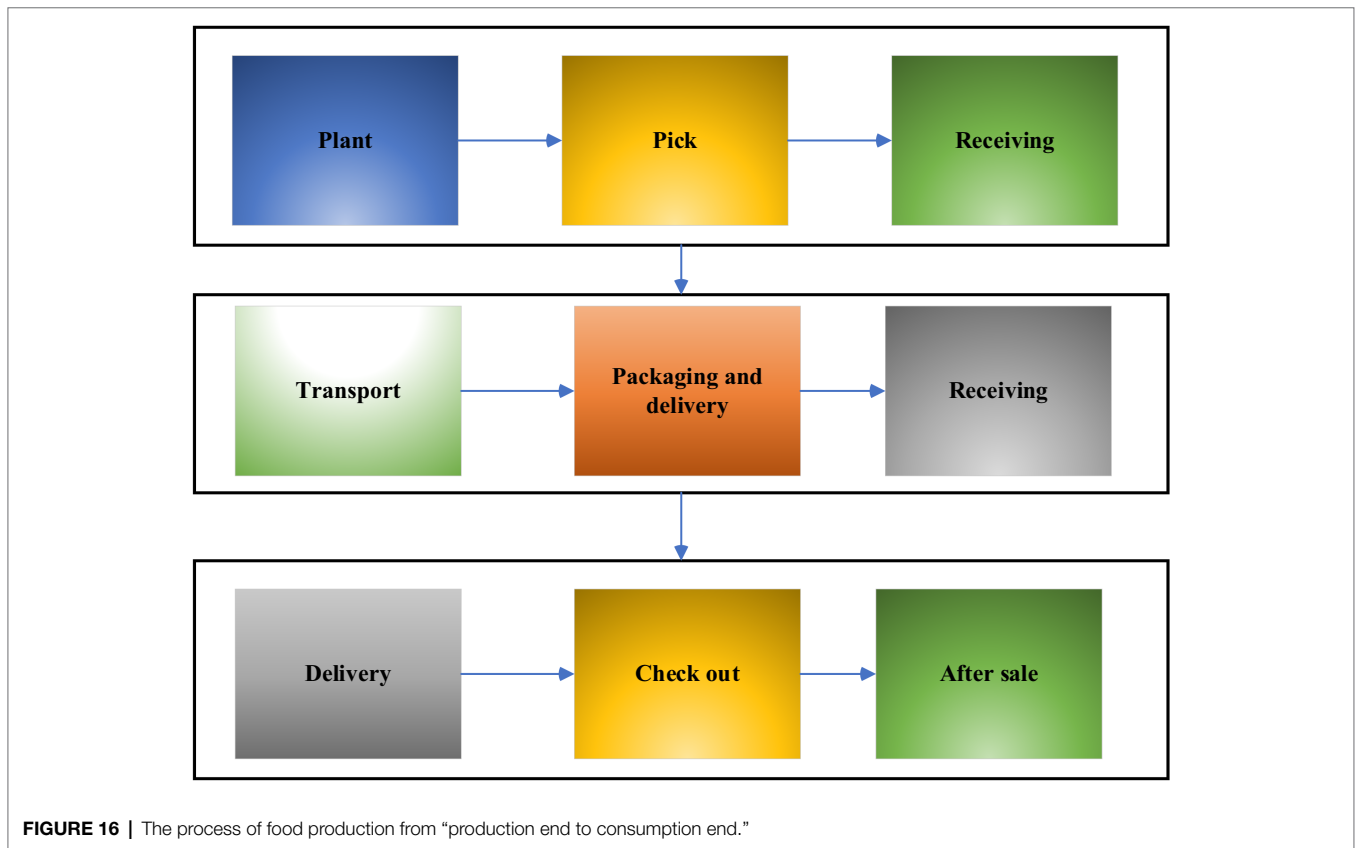 Plant
Pick
Receiving
Transport
Packaging and
delivery
Receiving
Delivery
Check out
After sale
FIGURE 16 | The process of food production from “production end to consumption end.”